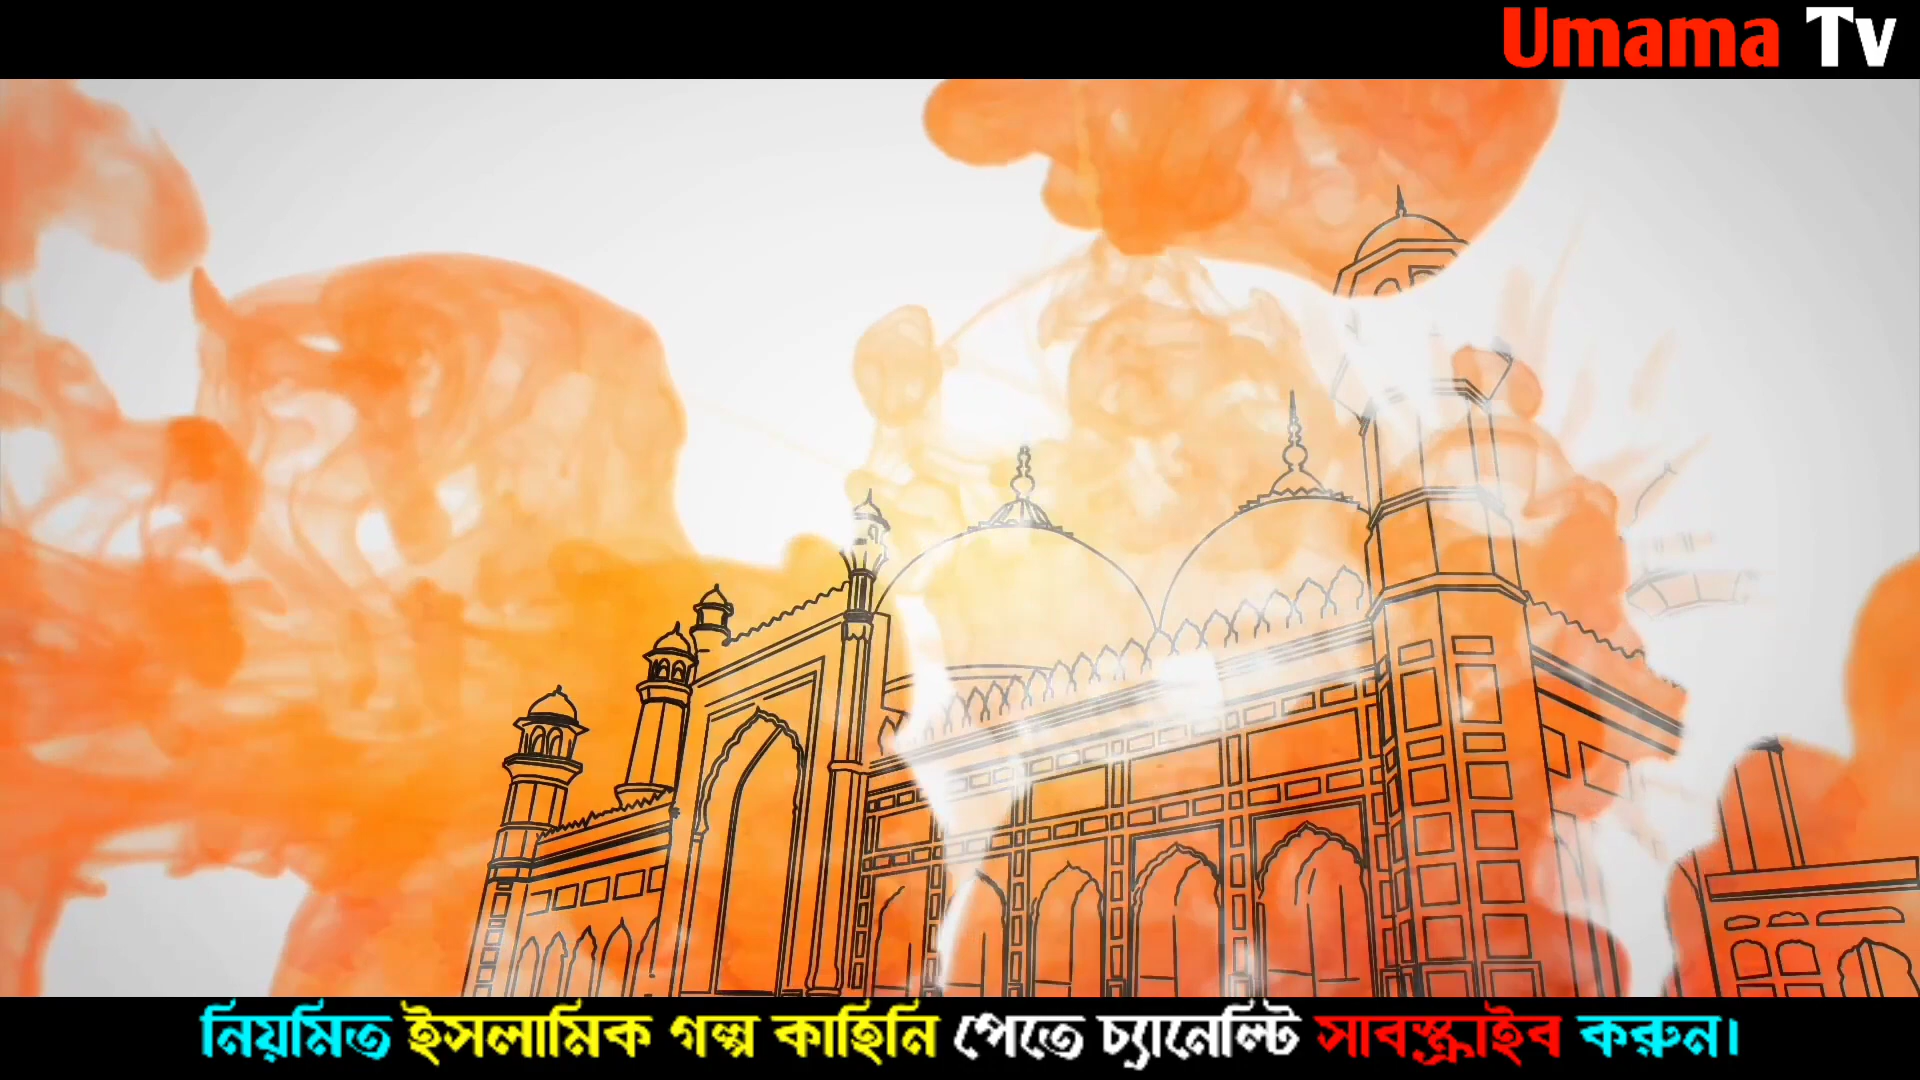 Umama Tv
নিয়মিত ইসলামিক গল্প কাহিনি পেতে চ্যানেলটি সাবস্ক্রাইব করুন।